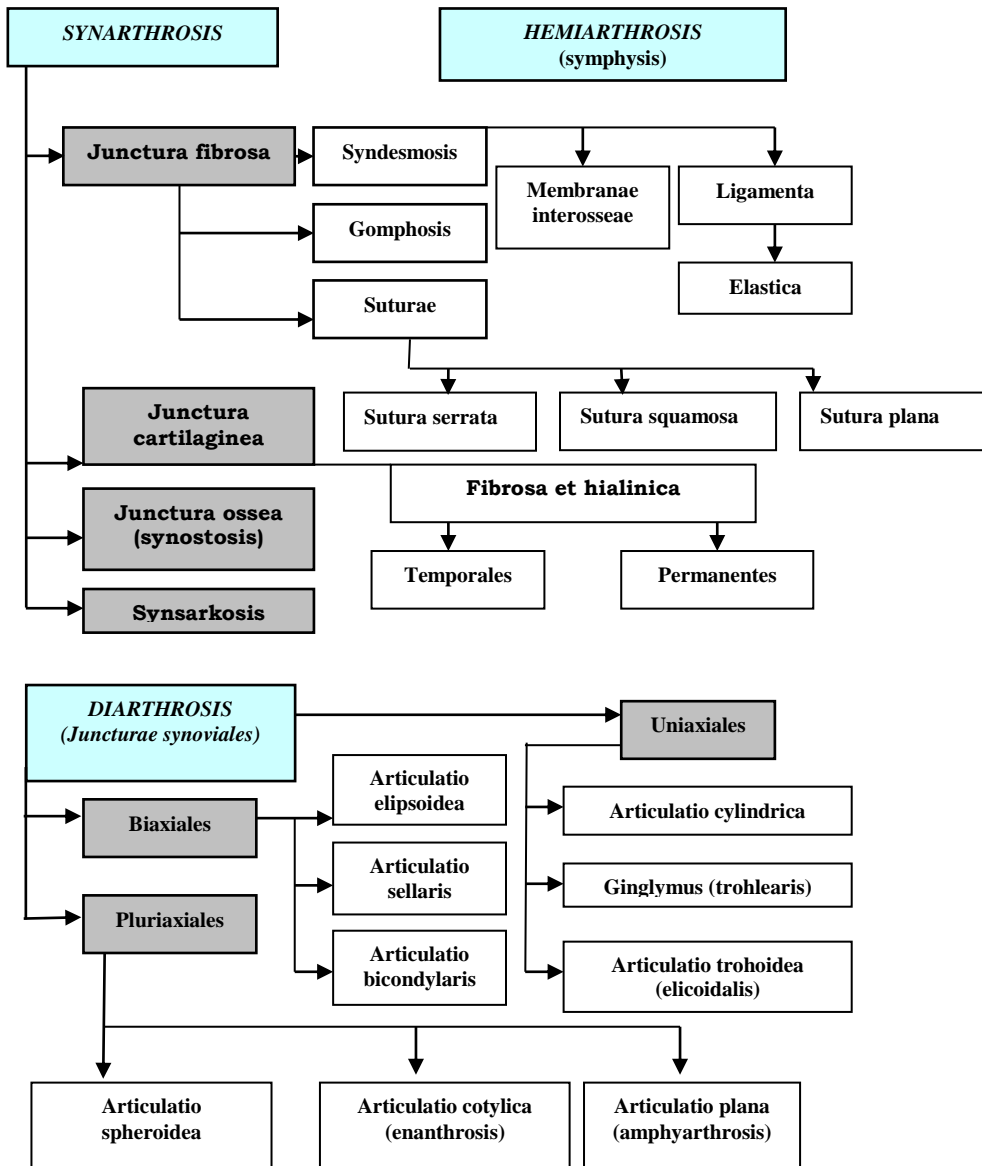 SYNARTHROSIS
HEMIARTHROSIS
(symphysis)
Junctura fibrosa
Syndesmosis
Membranae
interosseae
Ligamenta
Gomphosis
Elastica
Suturae
Junctura
cartilaginea
Sutura serrata
Sutura squamosa
Sutura plana
Fibrosa et hialinica
Junctura ossea
(synostosis)
Temporales
Permanentes
Synsarkosis
DIARTHROSIS
(Juncturae synoviales)
Uniaxiales
Biaxiales
Articulatio
elipsoidea
Articulatio cylindrica
Articulatio
sellaris
Ginglymus (trohlearis)
Pluriaxiales
Articulatio
bicondylaris
Articulatio trohoidea
(elicoidalis)
Articulatio
spheroidea
Articulatio cotylica
(enanthrosis)
Articulatio plana
(amphyarthrosis)